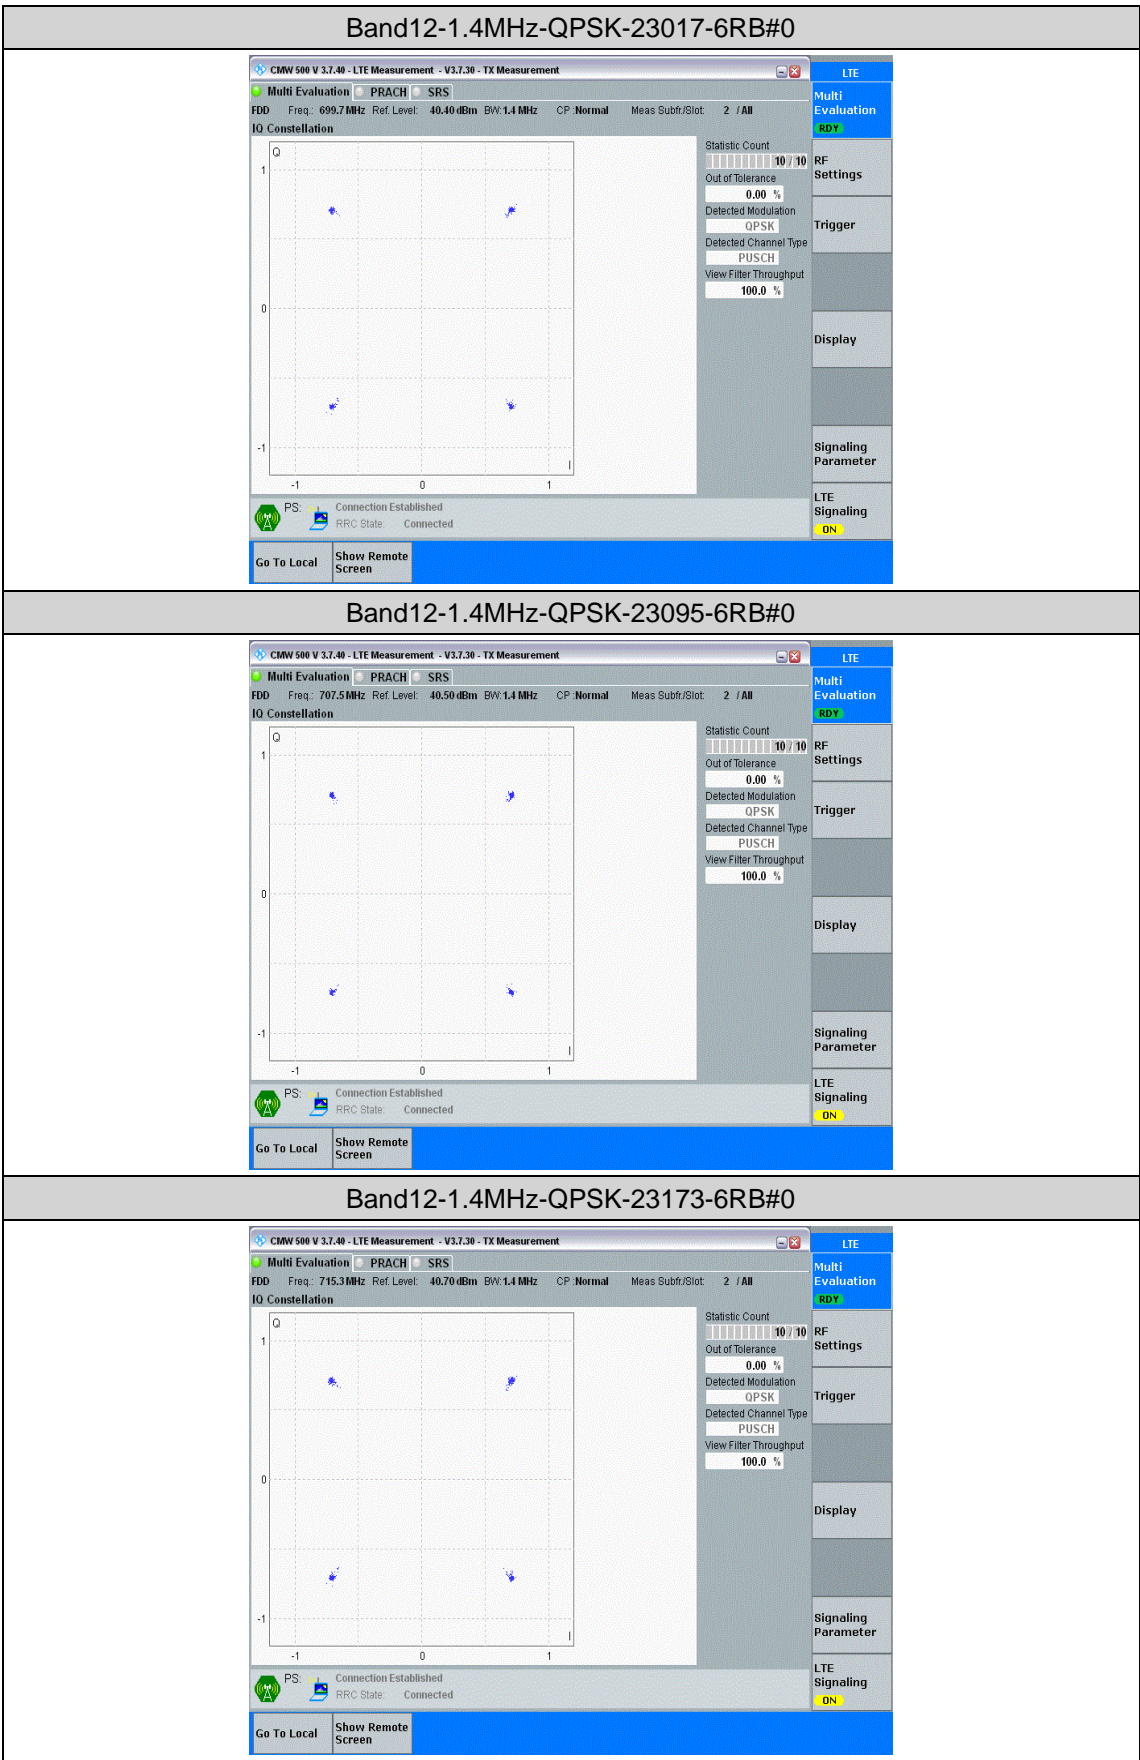 Band12-1.4MHz-QPSK-23017-6RB#0
CMW 500 V 3.7.40 - LTE Measurement - V3.7.30 - TX Measurement
LTE
Multi Evaluation PRACH SRS
Multi
Evaluation
RDY
FDD Freq.: 699.7 MHz Ref. Level: 40.40 dBm BW: 1.4 MHz CP : Normal Meas Subfr./Slot: 2 / All
IQ Constellation
Q
1
0
-1
I
-1 0 1
Statistic Count
10 / 10
Out of Tolerance
0.00 %
Detected Modulation
QPSK
Detected Channel Type
PUSCH
View Filter Throughput
100.0 %
RF
Settings
Trigger
Display
Signaling
Parameter
LTE
Signaling
ON
PS: Connection Established
RRC State: Connected
Go To Local
Show Remote
Screen
Band12-1.4MHz-QPSK-23095-6RB#0
CMW 500 V 3.7.40 - LTE Measurement - V3.7.30 - TX Measurement
LTE
Multi Evaluation PRACH SRS
Multi
Evaluation
RDY
FDD Freq.: 707.5 MHz Ref. Level: 40.50 dBm BW: 1.4 MHz CP : Normal Meas Subfr./Slot: 2 / All
IQ Constellation
Q
1
0
-1
I
-1 0 1
Statistic Count
10 / 10
Out of Tolerance
0.00 %
Detected Modulation
QPSK
Detected Channel Type
PUSCH
View Filter Throughput
100.0 %
RF
Settings
Trigger
Display
Signaling
Parameter
LTE
Signaling
ON
PS: Connection Established
RRC State: Connected
Go To Local
Show Remote
Screen
Band12-1.4MHz-QPSK-23173-6RB#0
CMW 500 V 3.7.40 - LTE Measurement - V3.7.30 - TX Measurement
LTE
Multi Evaluation PRACH SRS
Multi
Evaluation
RDY
FDD Freq.: 715.3 MHz Ref. Level: 40.70 dBm BW: 1.4 MHz CP : Normal Meas Subfr./Slot: 2 / All
IQ Constellation
Q
1
0
-1
I
-1 0 1
Statistic Count
10 / 10
Out of Tolerance
0.00 %
Detected Modulation
QPSK
Detected Channel Type
PUSCH
View Filter Throughput
100.0 %
RF
Settings
Trigger
Display
Signaling
Parameter
LTE
Signaling
ON
PS: Connection Established
RRC State: Connected
Go To Local
Show Remote
Screen